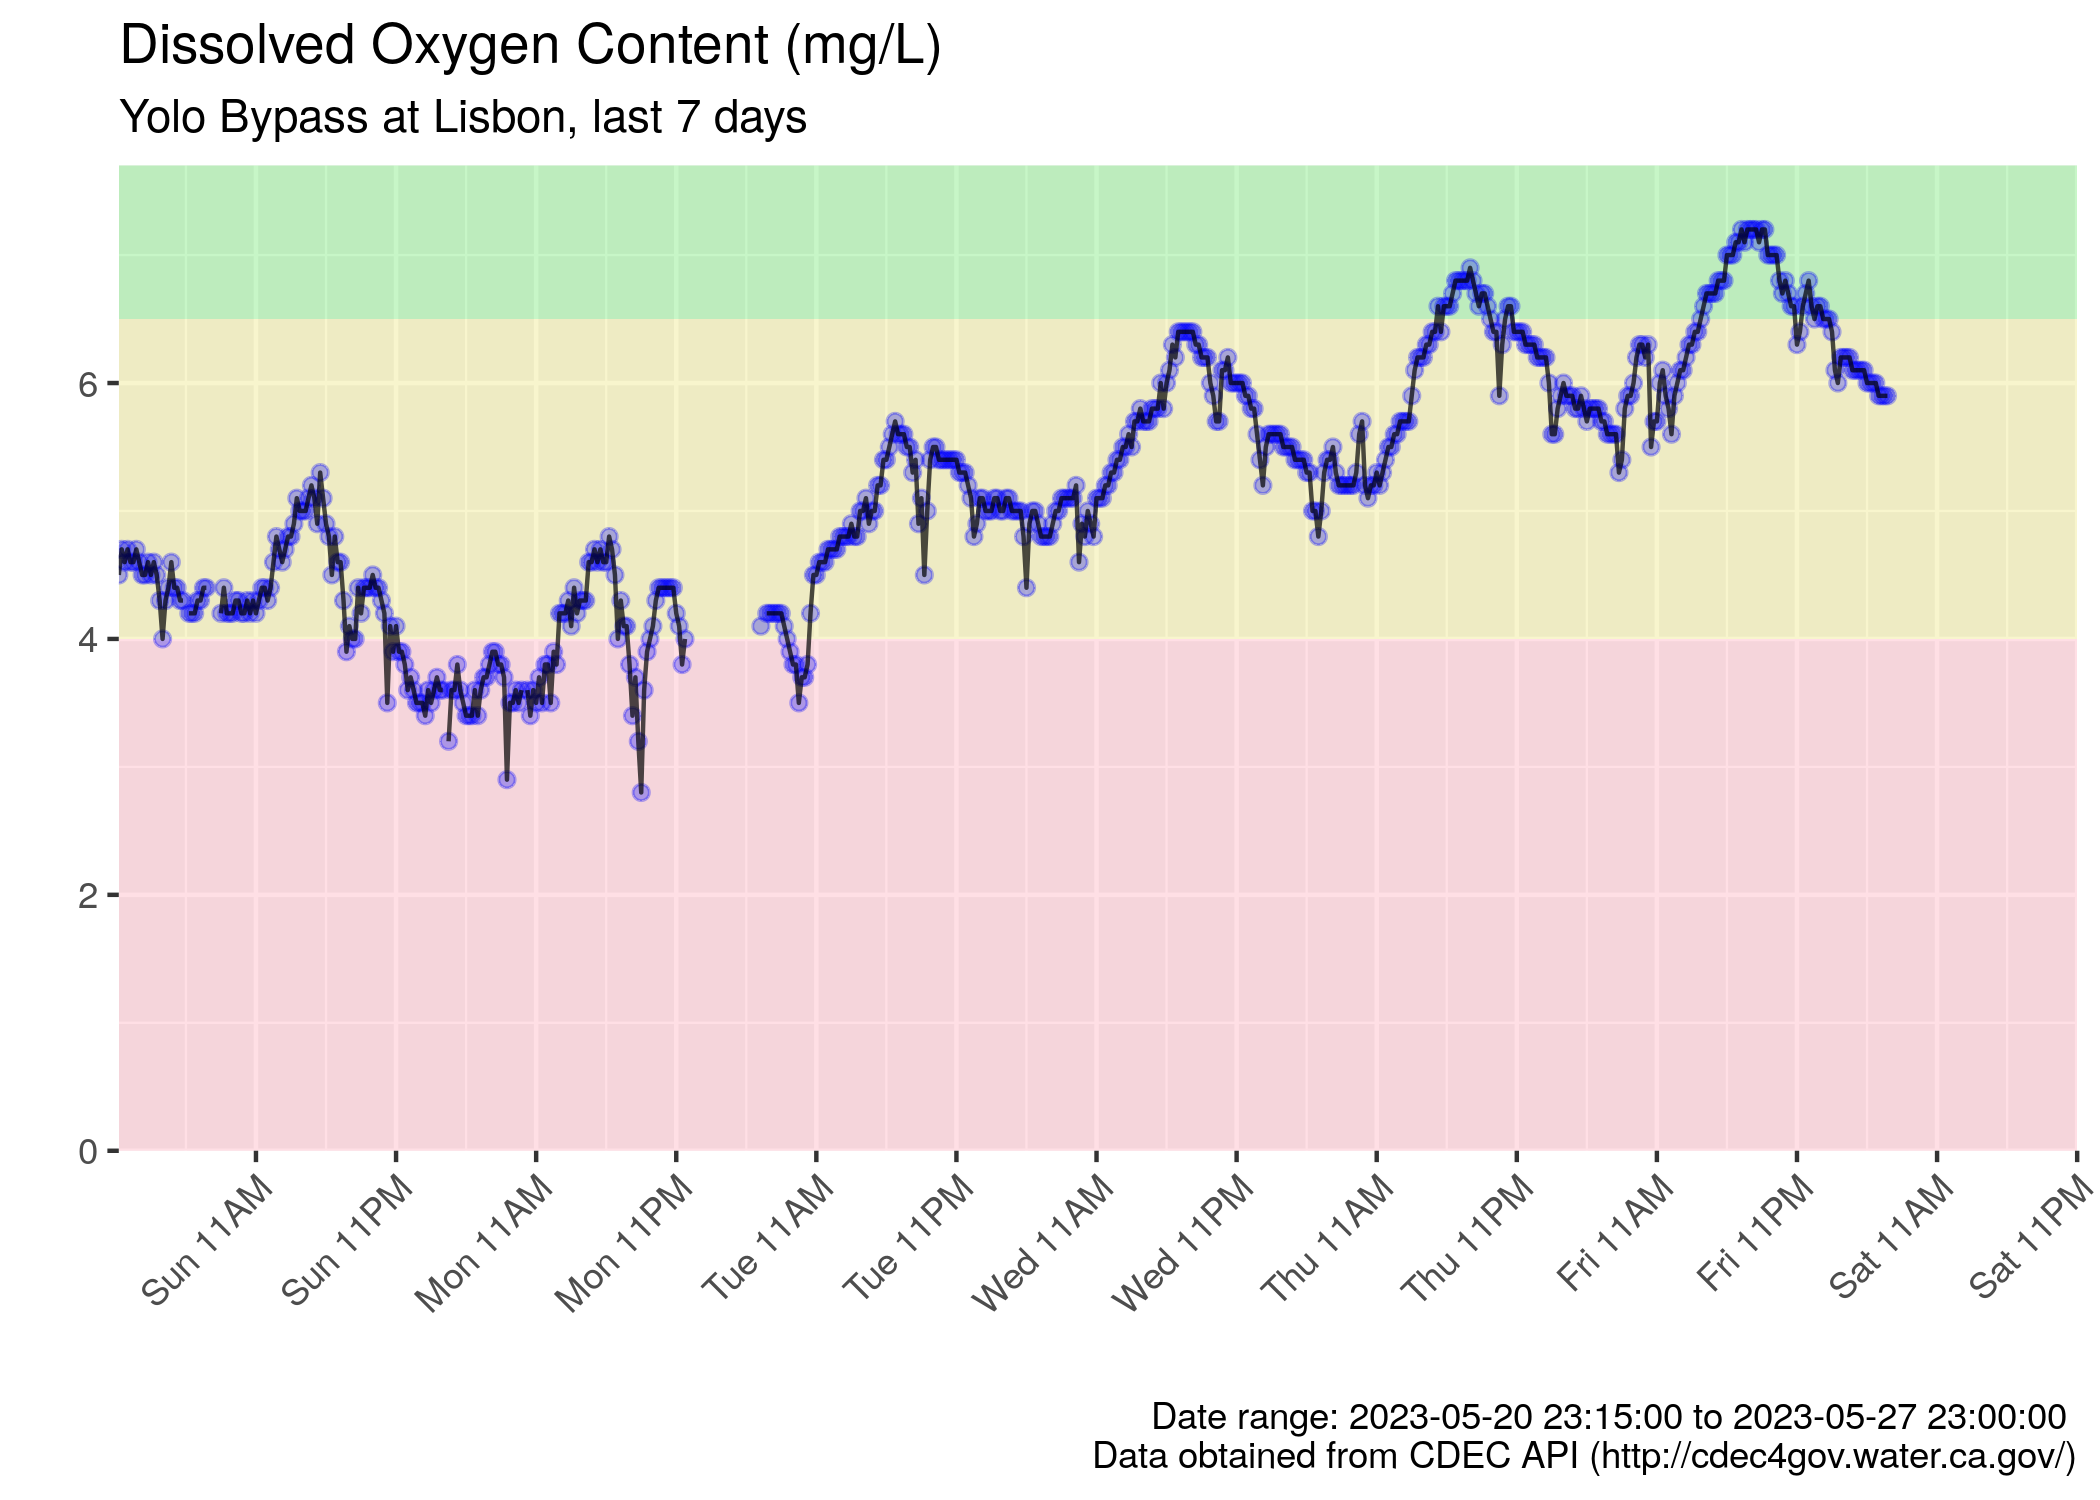 Dissolved Oxygen Content (mg/L)
Yolo Bypass at Lisbon, last 7 days
6
4
2
0
Sun 11AM
Sun 11PM
Mon 11AM
Mon 11PM
Tue 11AM
Tue 11PM
Wed 11AM
Wed 11PM
Thu 11AM
Thu 11PM
Fri 11AM
Fri 11PM
Sat 11AM
Sat 11PM
Date range: 2023-05-20 23:15:00 to 2023-05-27 23:00:00
Data obtained from CDEC API (http://cdec4gov.water.ca.gov/)